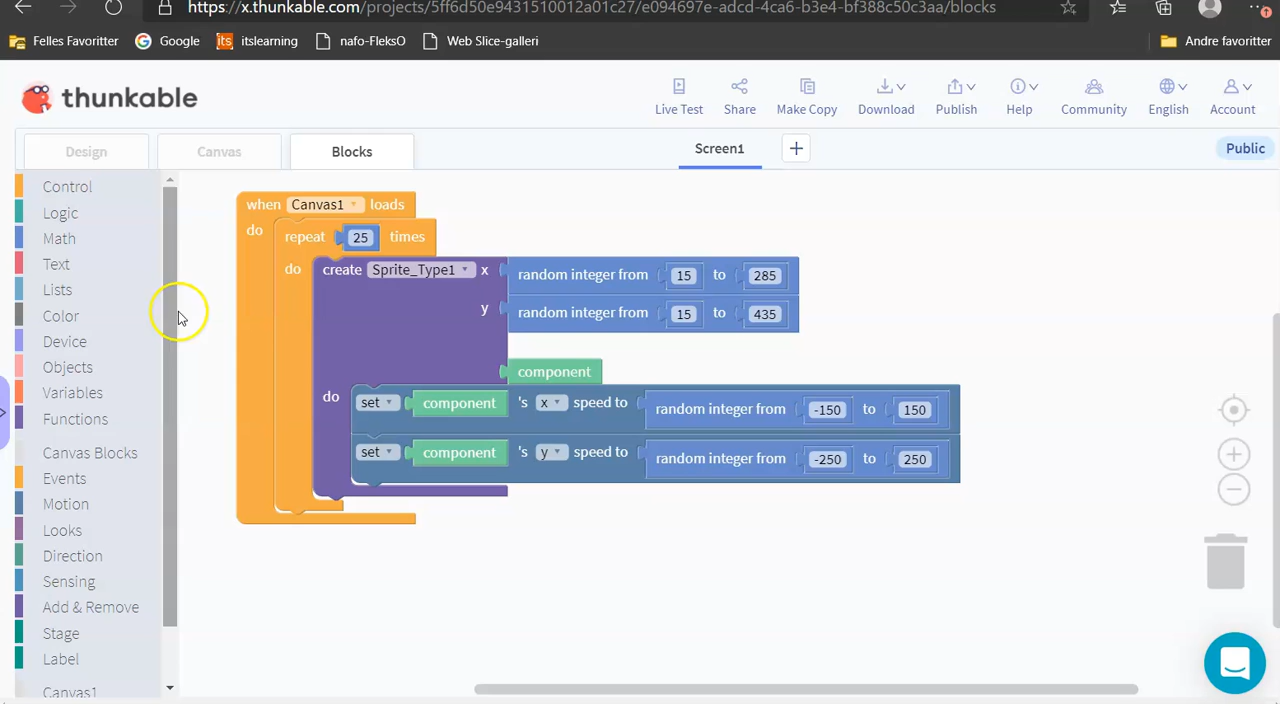 https://x.thunkable.com/projects/5ff6d50e9431510012a01c27/e094697e-adcd-4ca6-b3e4-bf388c50c3aa/blocks
Felles Favoritter Google its itslearning nafo-FleksO Web Slice-galleri Andre favoritter
thunkable
Live Test Share Make Copy Download Publish Help Community English Account
Design Canvas Blocks Screen1 + Public
Control
Logic
Math
Text
Lists
Color
Device
Objects
Variables
Functions
Canvas Blocks
Events
Motion
Looks
Direction
Sensing
Add & Remove
Stage
Label
Canvas1
when Canvas1 loads
do repeat 25 times
do create Sprite_Type1 x random integer from 15 to 285
y random integer from 15 to 435
component
do set component 's x speed to random integer from -150 to 150
set component 's y speed to random integer from -250 to 250